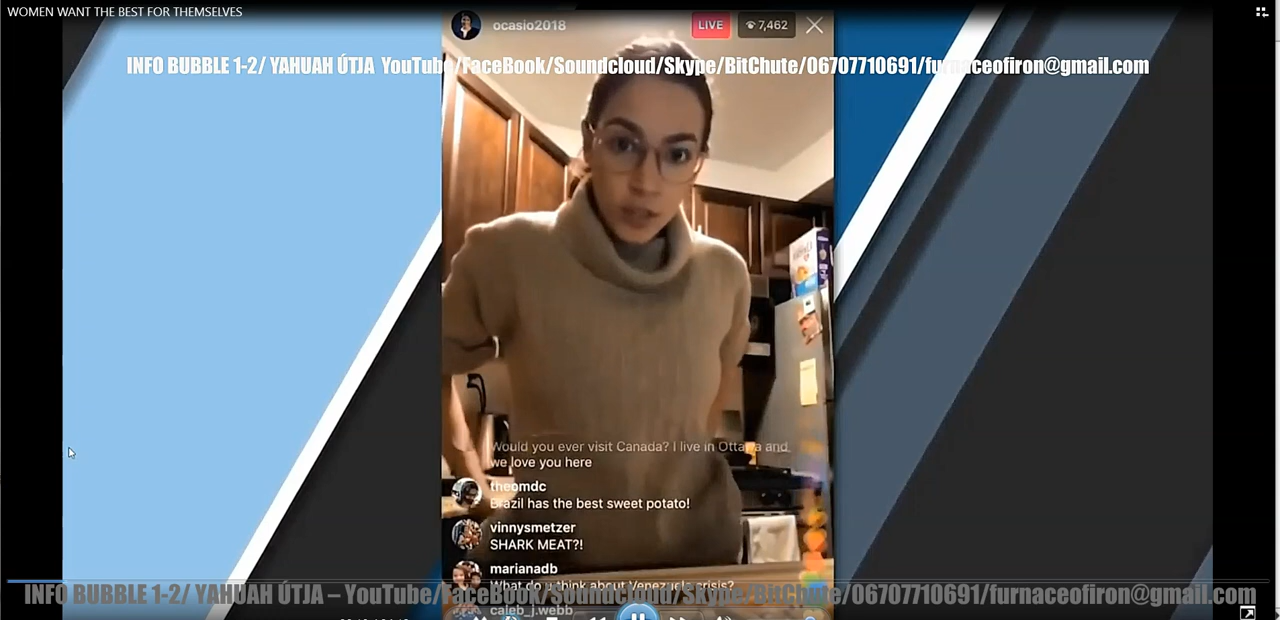 WOMEN WANT THE BEST FOR THEMSELVES
ocasio2018
LIVE
7,462
INFO BUBBLE 1-2/ YAHUAH ÚTJA YouTube/FaceBook/Soundcloud/Skype/BitChute/06707710691/furnaceofiron@gmail.com
Would you ever visit Canada? I live in Ottawa and
we love you here
theomdc
Brazil has the best sweet potato!
vinnysmetzer
SHARK MEAT?!
marianadb
What do u think about Venezuela crisis?
INFO BUBBLE 1-2/ YAHUAH ÚTJA – YouTube/FaceBook/Soundcloud/Skype/BitChute/06707710691/furnaceofiron@gmail.com
caleb_j.webb